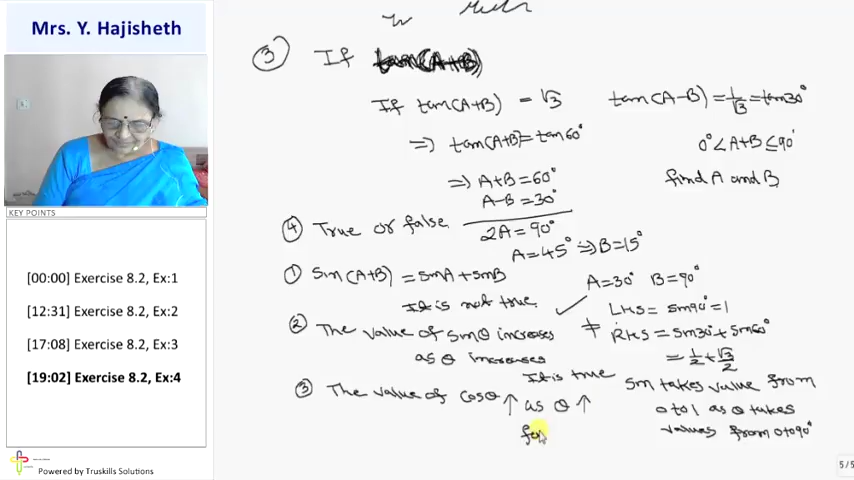 Mrs. Y. Hajisheth
KEY POINTS
[00:00] Exercise 8.2, Ex:1
[12:31] Exercise 8.2, Ex:2
[17:08] Exercise 8.2, Ex:3
[19:02] Exercise 8.2, Ex:4
Powered by Truskills Solutions
③ If
If tan(A+B) = √3 tan(A-B) = 1/√3 = tan30°
⇒ tan(A+B) = tan60° 0° < A+B ≤ 90°
⇒ A+B = 60° find A and B
A-B = 30°
④ True or false 2A = 90°
A = 45° ⇒ B = 15°
① Sin(A+B) = sinA + sinB A=30° B=90°
It is not true LHS = sin90° = 1
② The value of sinθ increases ≠ RHS = sin30° + sin60°
as θ increases = 1/2 + √3/2
It is true
③ The value of cosθ ↑ as θ ↑
for
sin takes value from
0 to 1 as θ takes
values from 0 to 90°
5/5